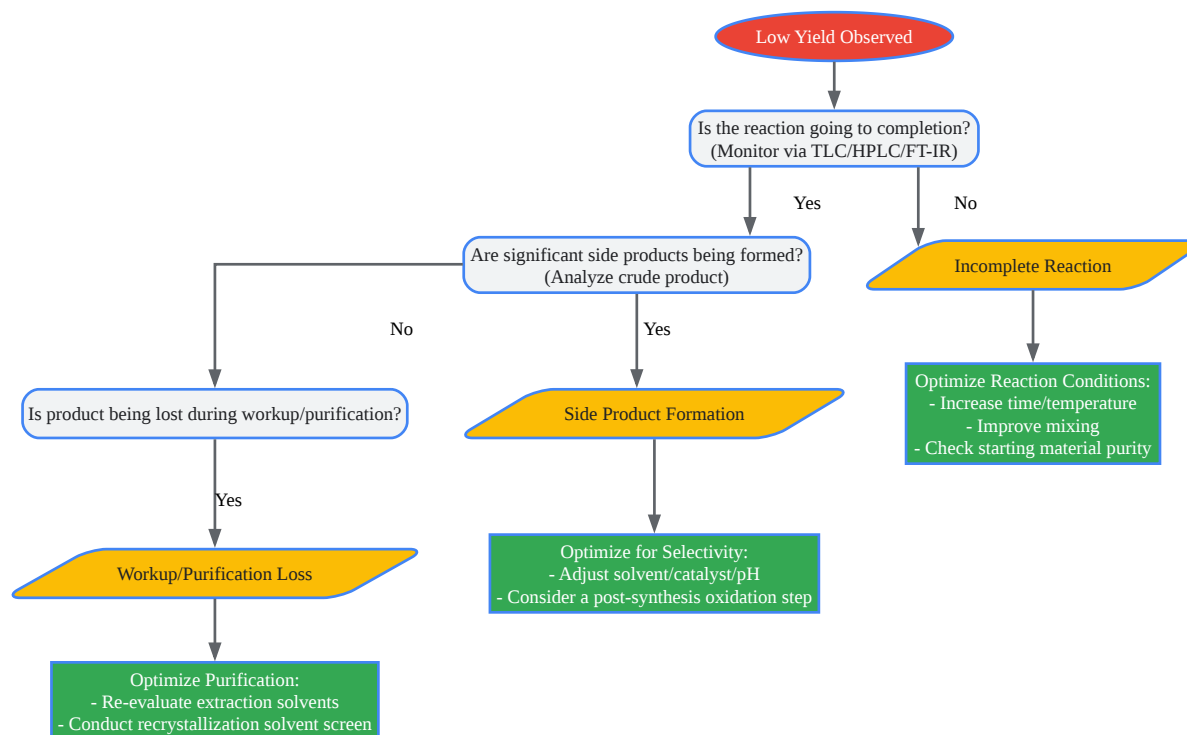 Low Yield Observed
Is the reaction going to completion?
(Monitor via TLC/HPLC/FT-IR)
Yes
No
Are significant side products being formed?
(Analyze crude product)
Incomplete Reaction
No
Yes
Optimize Reaction Conditions:
- Increase time/temperature
- Improve mixing
- Check starting material purity
Is product being lost during workup/purification?
Side Product Formation
Yes
Workup/Purification Loss
Optimize for Selectivity:
- Adjust solvent/catalyst/pH
- Consider a post-synthesis oxidation step
Optimize Purification:
- Re-evaluate extraction solvents
- Conduct recrystallization solvent screen